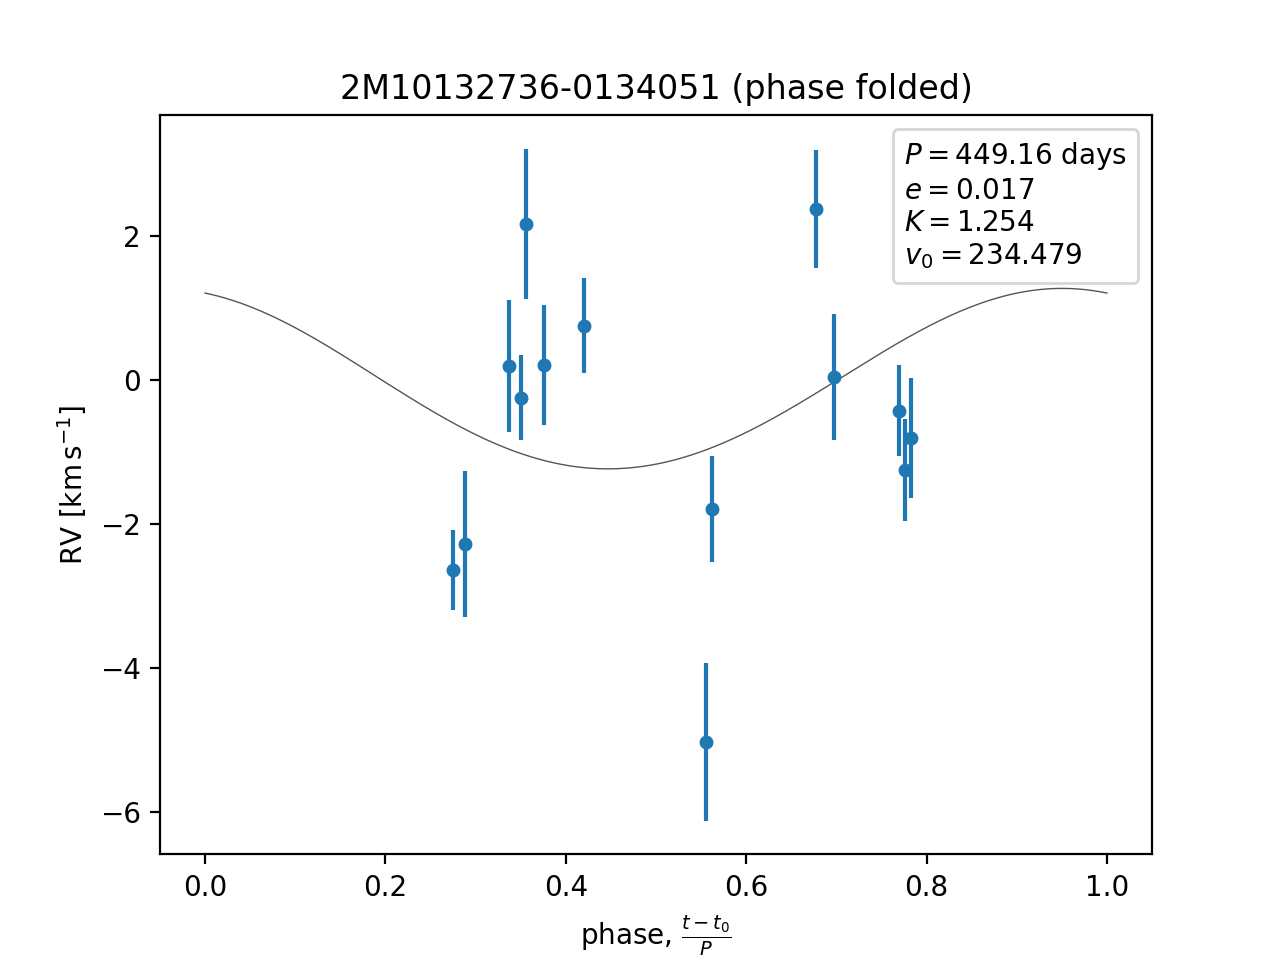 2M10132736-0134051 (phase folded)
P = 449.16 days
e = 0.017
K = 1.254
v₀ = 234.479
2
0
−2
−4
−6
RV [km s⁻¹]
0.0 0.2 0.4 0.6 0.8 1.0
phase, (t − t₀)/P